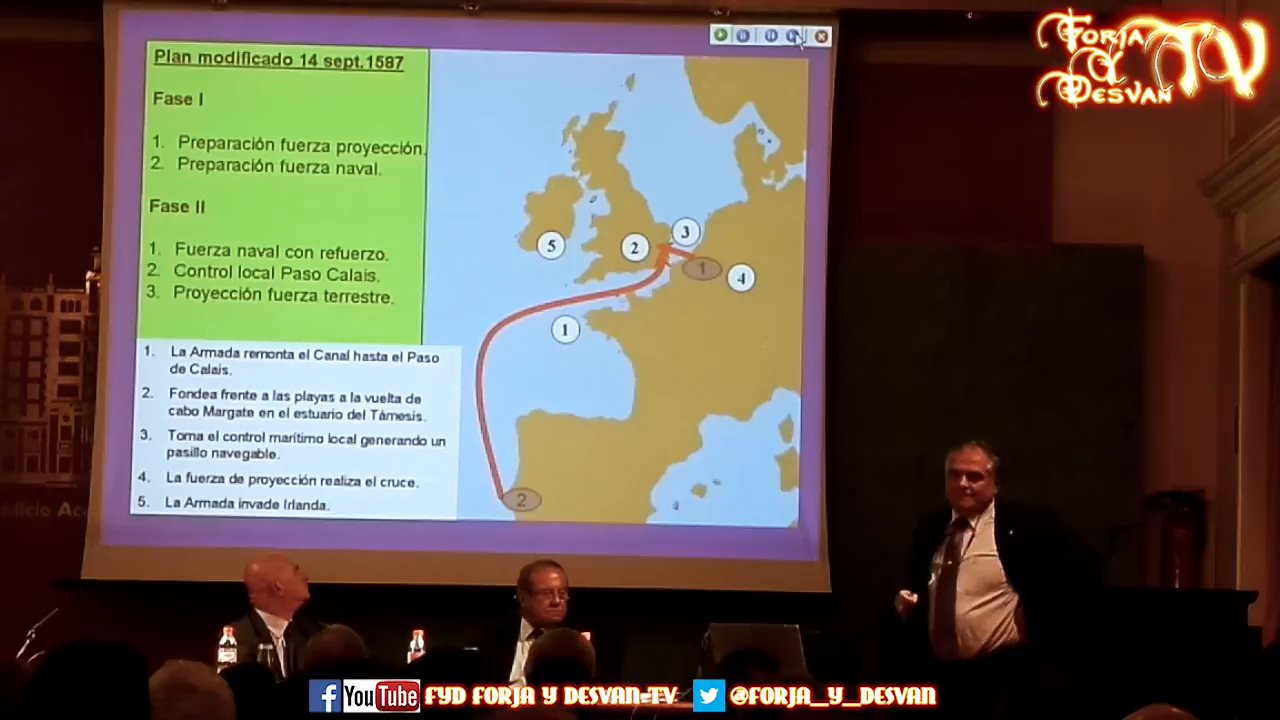 Plan modificado 14 sept.1587
Fase I
1. Preparación fuerza proyección.
2. Preparación fuerza naval.
Fase II
1. Fuerza naval con refuerzo.
2. Control local Paso Calais.
3. Proyección fuerza terrestre.
1. La Armada remonta el Canal hasta el Paso
de Calais.
2. Fondea frente a las playas a la vuelta de
cabo Margate en el estuario del Támesis.
3. Toma el control marítimo local generando un
pasillo navegable.
4. La fuerza de proyección realiza el cruce.
5. La Armada invade Irlanda.
5
2
3
1
4
1
2
Forja
Y
Desvan
TV
dificio Ac
f YouTube FYD FORJA Y DESVAN-TV @FORJA_Y_DESVAN